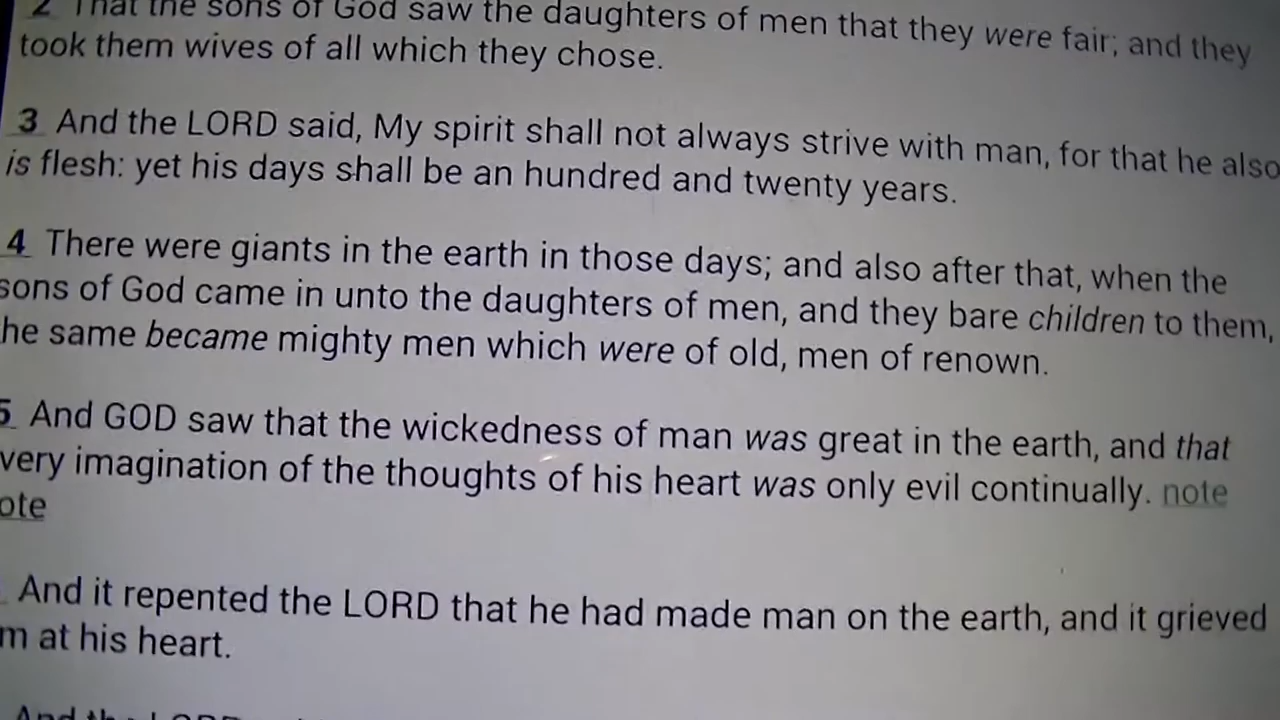 2 That the sons of God saw the daughters of men that they were fair; and they
took them wives of all which they chose.
3 And the LORD said, My spirit shall not always strive with man, for that he also
is flesh: yet his days shall be an hundred and twenty years.
4 There were giants in the earth in those days; and also after that, when the
sons of God came in unto the daughters of men, and they bare children to them,
he same became mighty men which were of old, men of renown.
5 And GOD saw that the wickedness of man was great in the earth, and that
very imagination of the thoughts of his heart was only evil continually. note
ote
And it repented the LORD that he had made man on the earth, and it grieved
m at his heart.
And the LORD